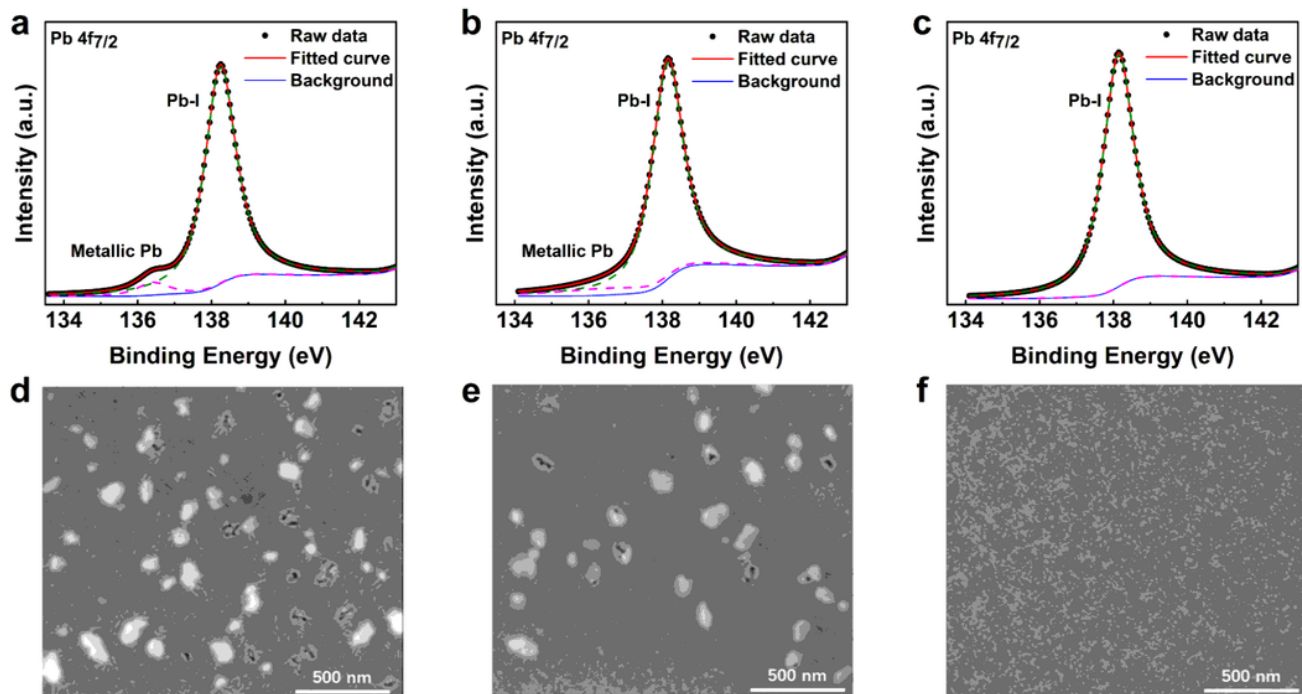 a
Pb 4f7/2
Raw data
Fitted curve
Background
Pb-I
Metallic Pb
Intensity (a.u.)
134 136 138 140 142
Binding Energy (eV)
b
Pb 4f7/2
Raw data
Fitted curve
Background
Pb-I
Metallic Pb
Intensity (a.u.)
134 136 138 140 142
Binding Energy (eV)
c
Pb 4f7/2
Raw data
Fitted curve
Background
Pb-I
Intensity (a.u.)
134 136 138 140 142
Binding Energy (eV)
d
500 nm
e
500 nm
f
500 nm